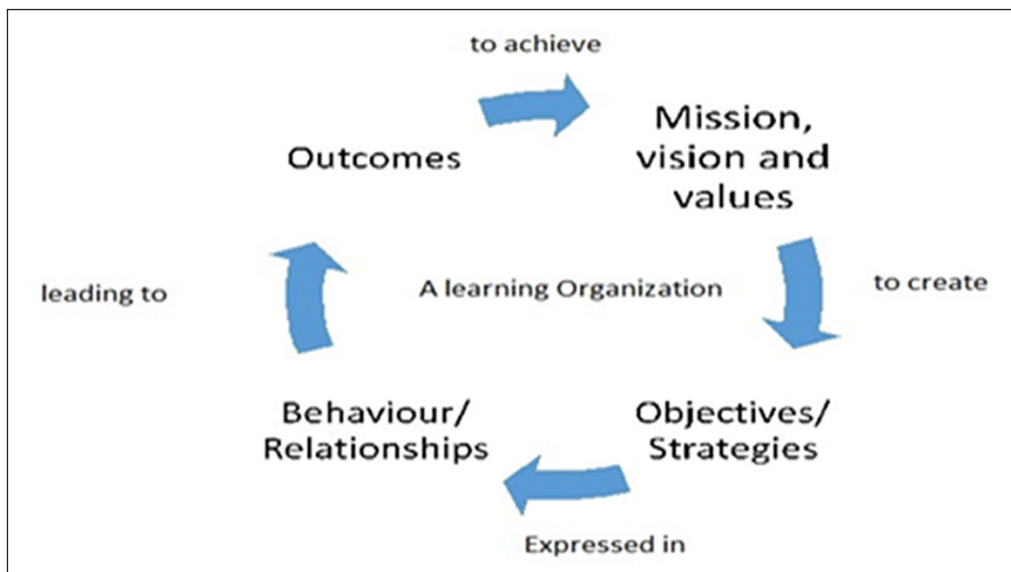 to achieve
Outcomes
Mission,
vision and
values
leading to
A learning Organization
to create
Behaviour/
Relationships
Objectives/
Strategies
Expressed in